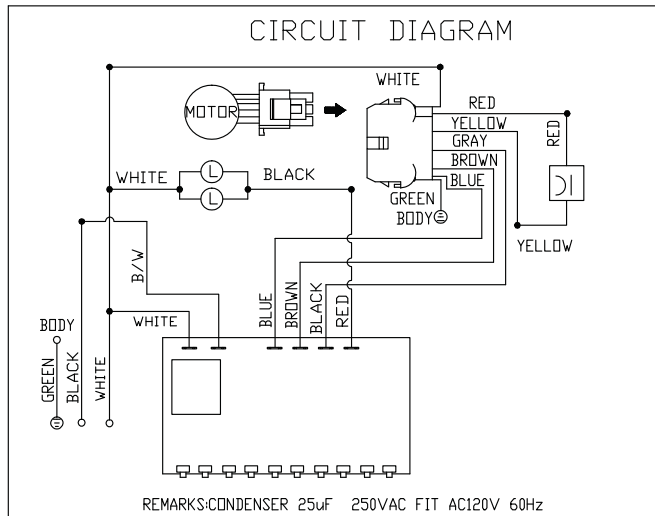 CIRCUIT DIAGRAM
WHITE
RED
MOTOR
YELLOW
RED
GRAY
BROWN
WHITE
L
BLACK
BLUE
L
GREEN
BODY
YELLOW
B/W
BLUE
BROWN
BLACK
RED
WHITE
BODY
GREEN
BLACK
WHITE
REMARKS:CONDENSER 25uF 250VAC FIT AC120V 60Hz